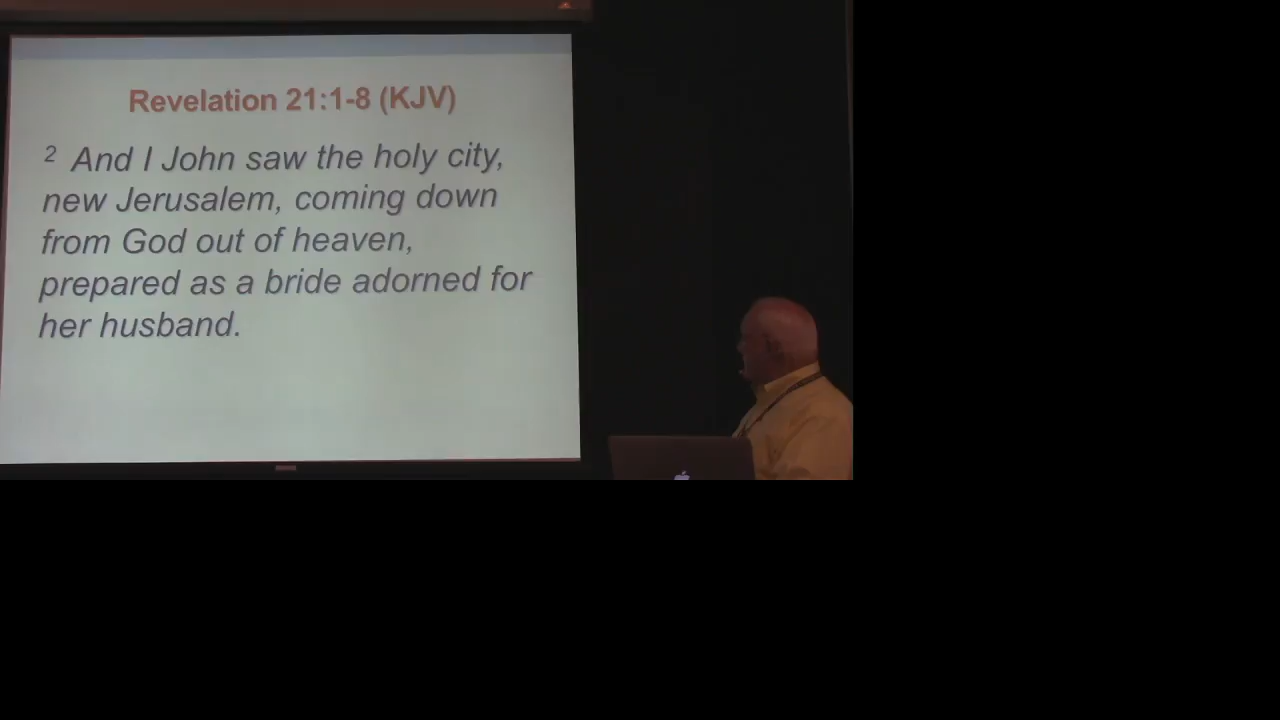 Revelation 21:1-8 (KJV)
2 And I John saw the holy city,
new Jerusalem, coming down
from God out of heaven,
prepared as a bride adorned for
her husband.